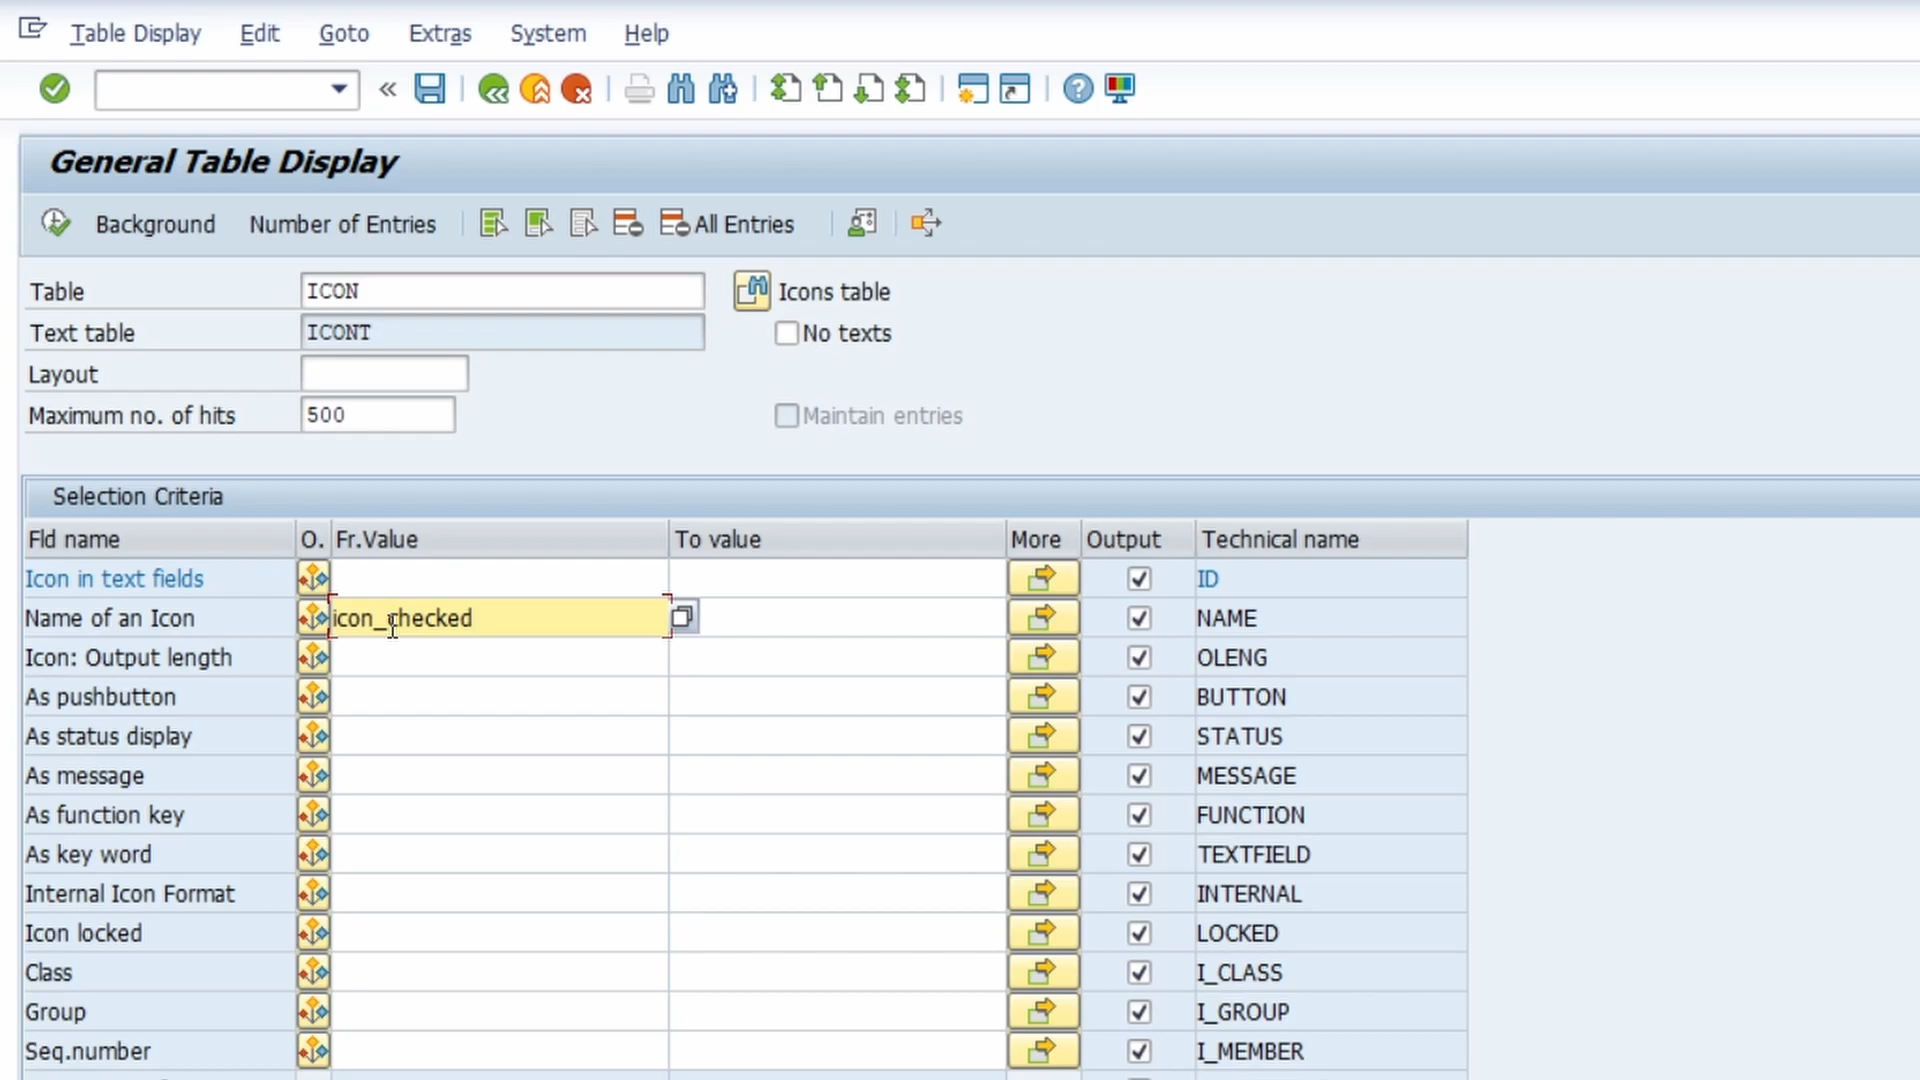 Table Display Edit Goto Extras System Help
General Table Display
Background Number of Entries All Entries
Table ICON Icons table
Text table ICONT No texts
Layout
Maximum no. of hits 500 Maintain entries
Selection Criteria
Fld name O. Fr.Value To value More Output Technical name
Icon in text fields ID
Name of an Icon icon_checked NAME
Icon: Output length OLENG
As pushbutton BUTTON
As status display STATUS
As message MESSAGE
As function key FUNCTION
As key word TEXTFIELD
Internal Icon Format INTERNAL
Icon locked LOCKED
Class I_CLASS
Group I_GROUP
Seq.number I_MEMBER